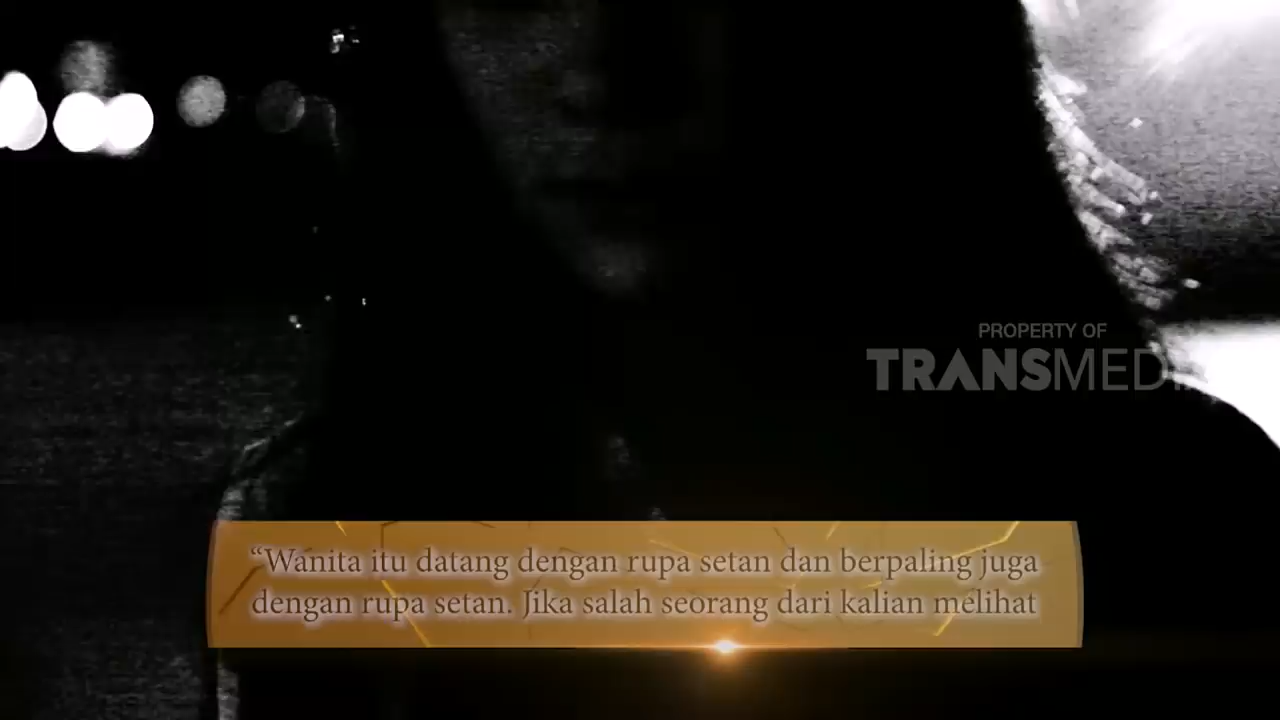 PROPERTY OF
TRANSMEDIA
“Wanita itu datang dengan rupa setan dan berpaling juga
dengan rupa setan. Jika salah seorang dari kalian melihat